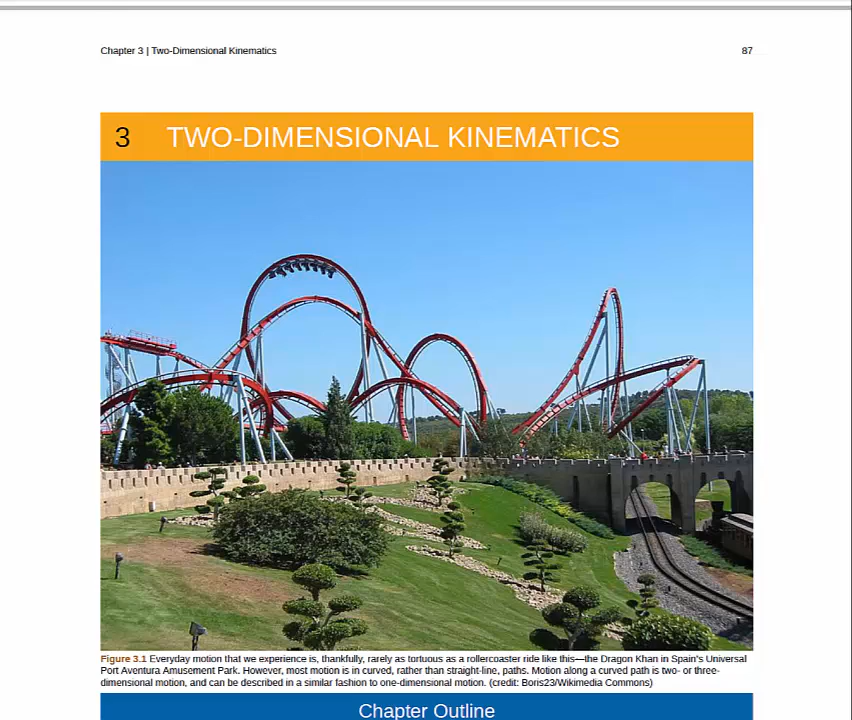 Chapter 3 | Two-Dimensional Kinematics 87
3 TWO-DIMENSIONAL KINEMATICS
Figure 3.1 Everyday motion that we experience is, thankfully, rarely as tortuous as a rollercoaster ride like this—the Dragon Khan in Spain's Universal
Port Aventura Amusement Park. However, most motion is in curved, rather than straight-line, paths. Motion along a curved path is two- or three-
dimensional motion, and can be described in a similar fashion to one-dimensional motion. (credit: Boris23/Wikimedia Commons)
Chapter Outline